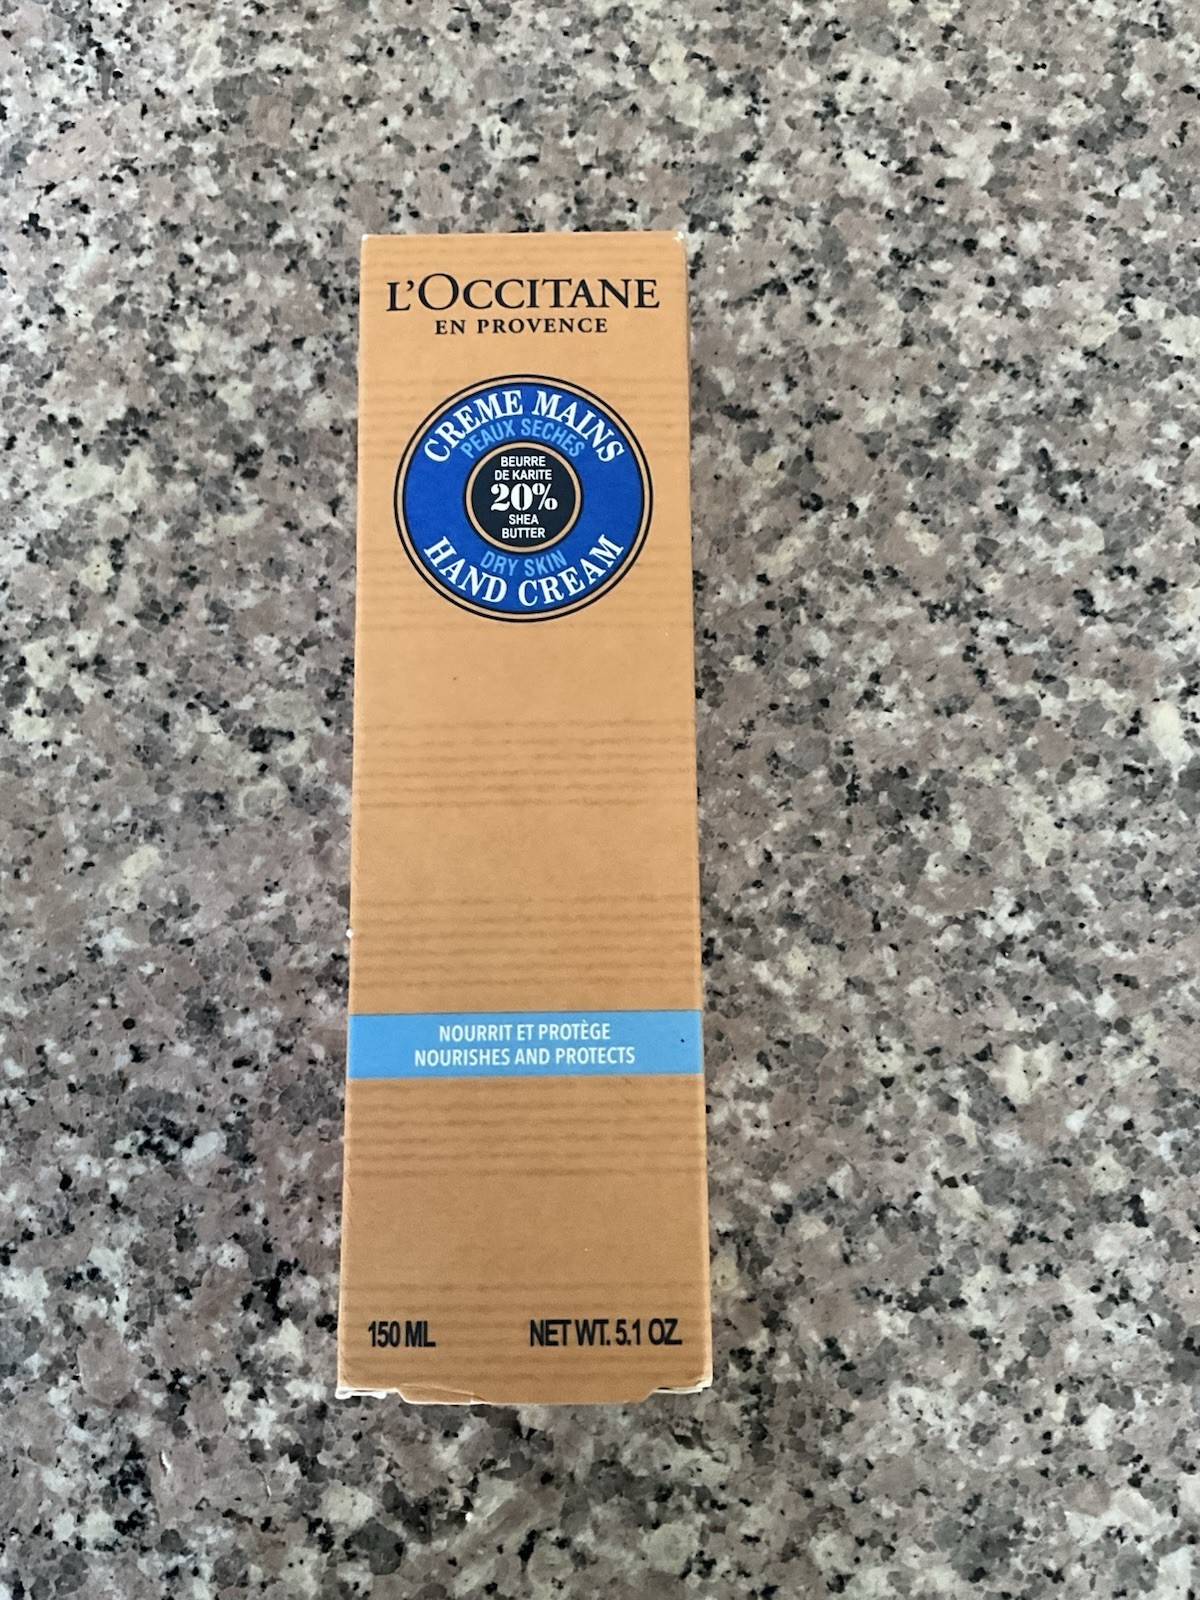 L'OCCITANE
EN PROVENCE
CREME MAINS
PEAUX SECHES
BEURRE
DE KARITE
20%
SHEA
BUTTER
DRY SKIN
HAND CREAM
NOURRIT ET PROTÈGE
NOURISHES AND PROTECTS
150 ML NET WT. 5.1 OZ.